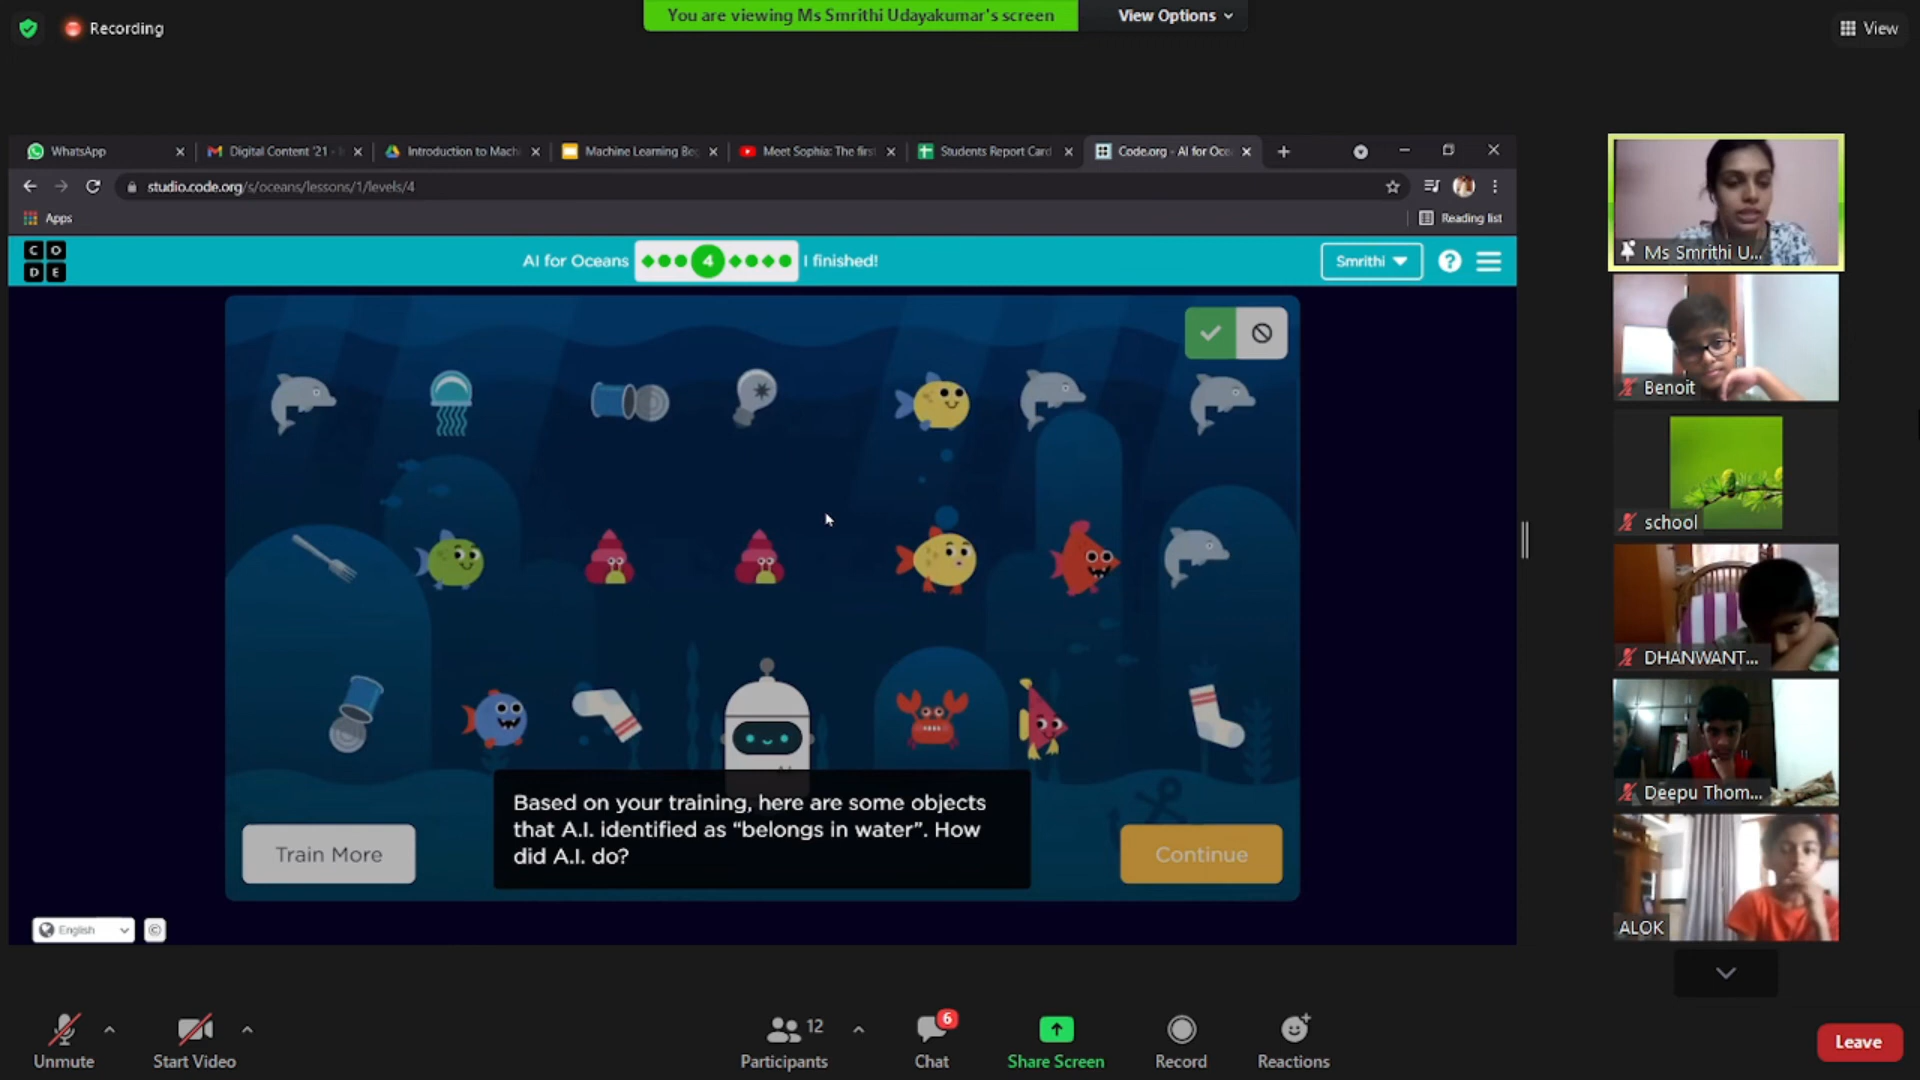 Recording
You are viewing Ms Smrithi Udayakumar's screen
View Options
View
WhatsApp
Digital Content '21 -
Introduction to Mach
Machine Learning Be
Meet Sophia: The first
Students Report Card
Code.org - AI for Oce
studio.code.org/s/oceans/lessons/1/levels/4
Apps
Reading list
C O
D E
AI for Oceans
4
I finished!
Smrithi
?
Based on your training, here are some objects
that A.I. identified as “belongs in water”. How
did A.I. do?
Train More
Continue
English
©
Ms Smrithi U...
Benoit
school
DHANWANT...
Deepu Thom...
ALOK
Unmute
Start Video
12
Participants
6
Chat
Share Screen
Record
Reactions
Leave